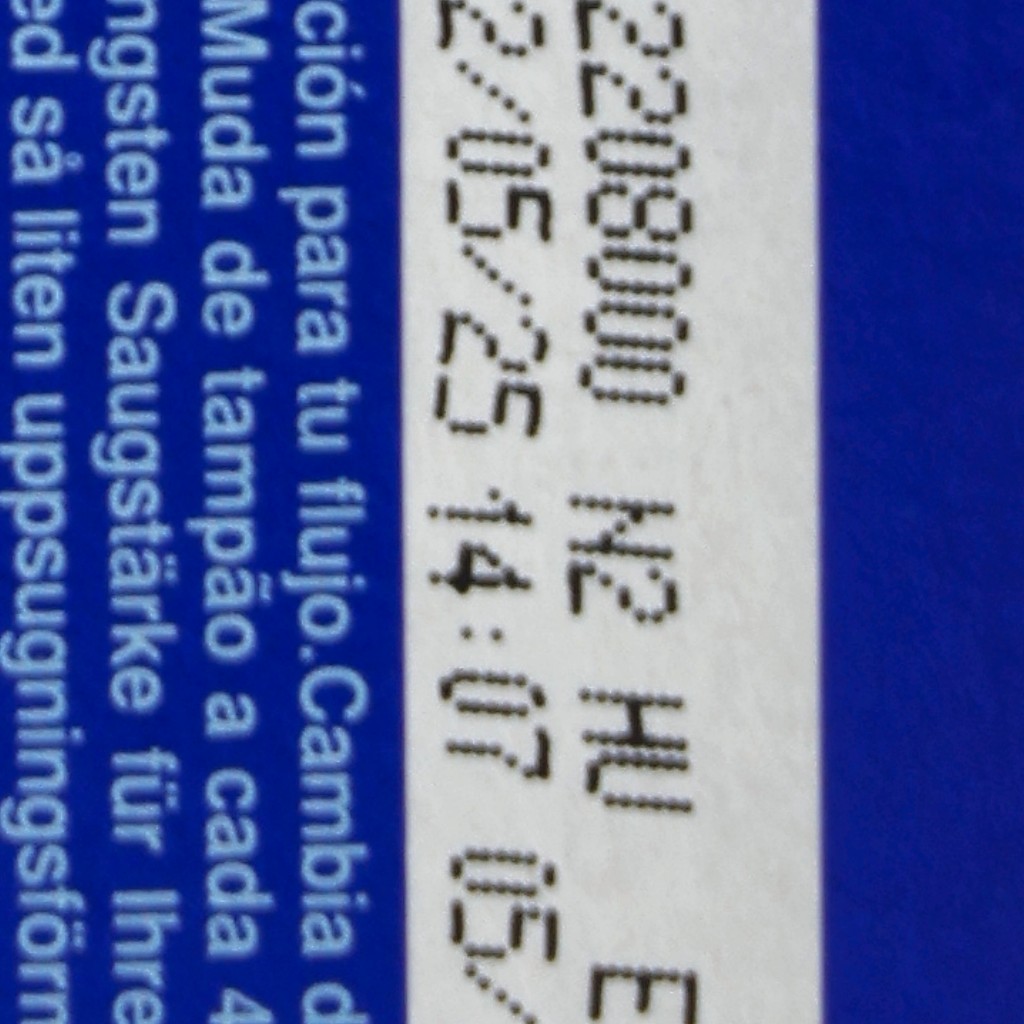 2208000 N2 HU E
2/05/25 14:07 05/
ción para tu flujo.Cambia d
Muda de tampão a cada 4
ngsten Saugstärke für Ihre
ed så liten uppsugningsförm